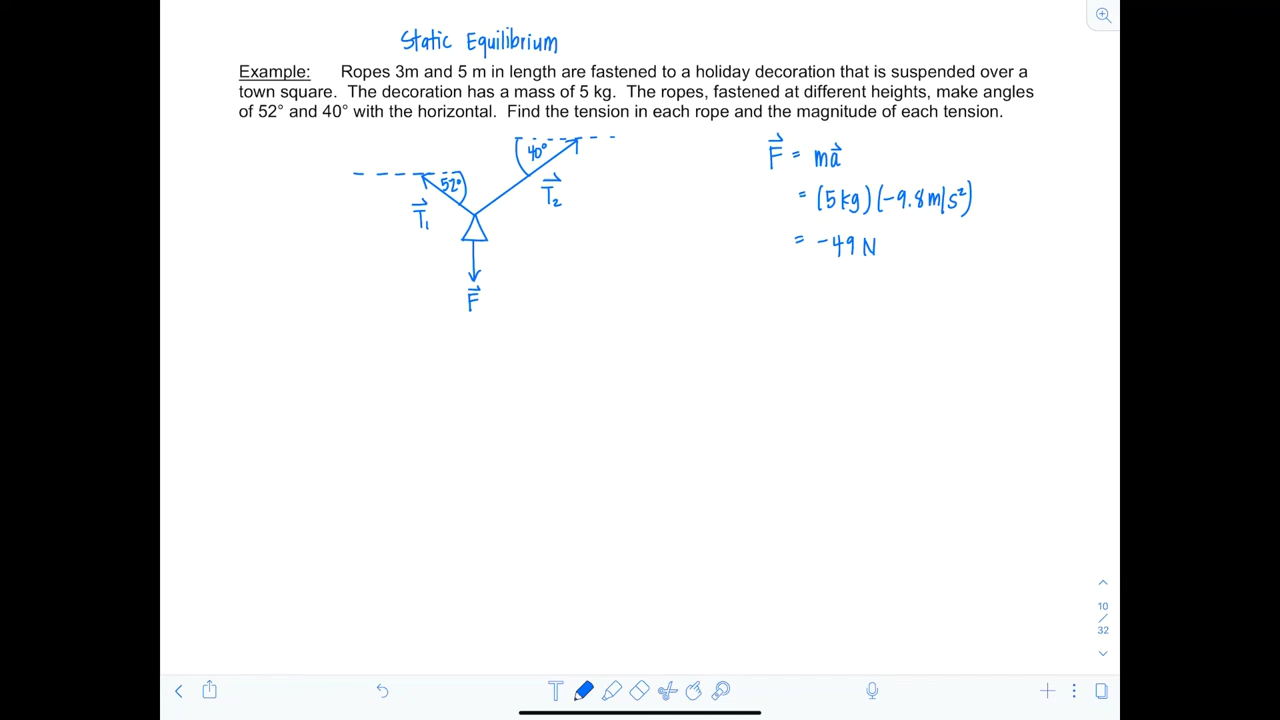 Static Equilibrium
Example: Ropes 3m and 5 m in length are fastened to a holiday decoration that is suspended over a
town square. The decoration has a mass of 5 kg. The ropes, fastened at different heights, make angles
of 52° and 40° with the horizontal. Find the tension in each rope and the magnitude of each tension.
40°
52°
T⃗₂
T⃗₁
F⃗
F⃗ = ma⃗
= (5 kg)(-9.8 m/s²)
= -49 N
10
/
32
T